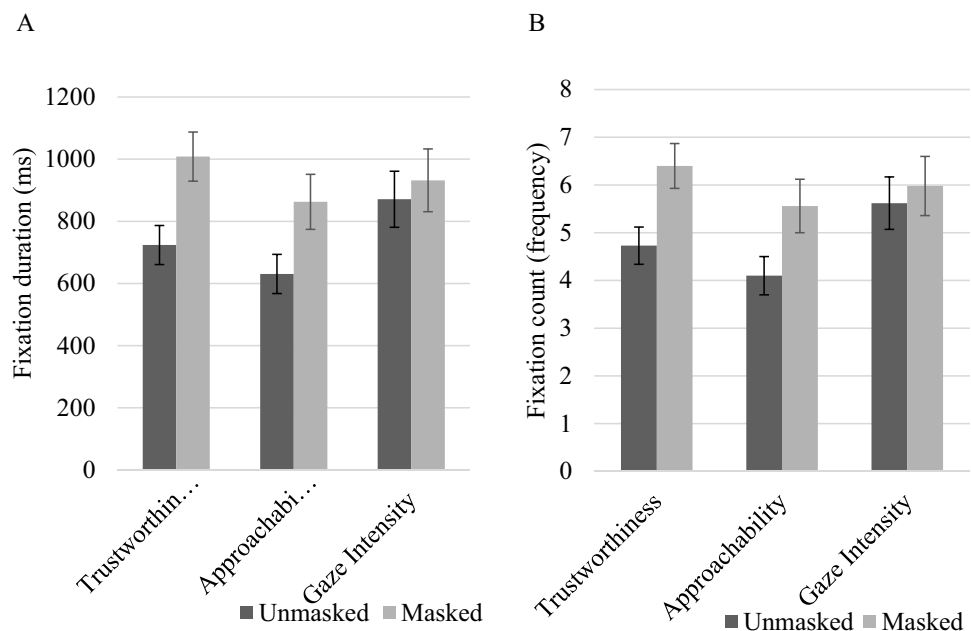 A
Fixation duration (ms)
1200
1000
800
600
400
200
0
Trustworthin…
Approachabi…
Gaze Intensity
Unmasked Masked
B
Fixation count (frequency)
8
7
6
5
4
3
2
1
0
Trustworthiness
Approachability
Gaze Intensity
Unmasked Masked